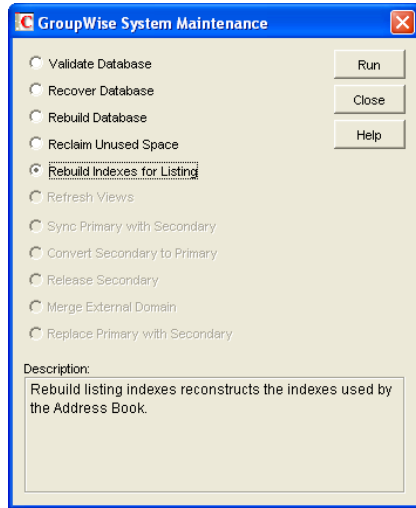 GroupWise System Maintenance
Validate Database
Run
Recover Database
Close
Rebuild Database
Help
Reclaim Unused Space
Rebuild Indexes for Listing
Refresh Views
Sync Primary with Secondary
Convert Secondary to Primary
Release Secondary
Merge External Domain
Replace Primary with Secondary
Description:
Rebuild listing indexes reconstructs the indexes used by
the Address Book.